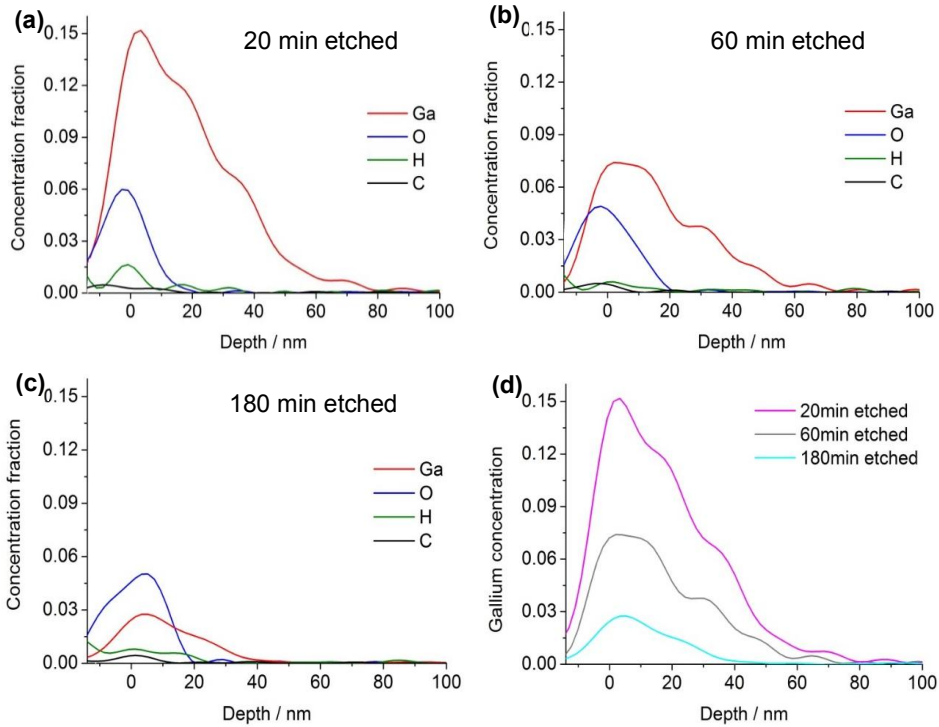 (a)
20 min etched
Concentration fraction
0.15
0.12
0.09
0.06
0.03
0.00
Ga
O
H
C
0 20 40 60 80 100
Depth / nm
(b)
60 min etched
Concentration fraction
0.15
0.12
0.09
0.06
0.03
0.00
Ga
O
H
C
0 20 40 60 80 100
Depth / nm
(c)
180 min etched
Concentration fraction
0.15
0.12
0.09
0.06
0.03
0.00
Ga
O
H
C
0 20 40 60 80 100
Depth / nm
(d)
Gallium concentration
0.15
0.12
0.09
0.06
0.03
0.00
20min etched
60min etched
180min etched
0 20 40 60 80 100
Depth / nm